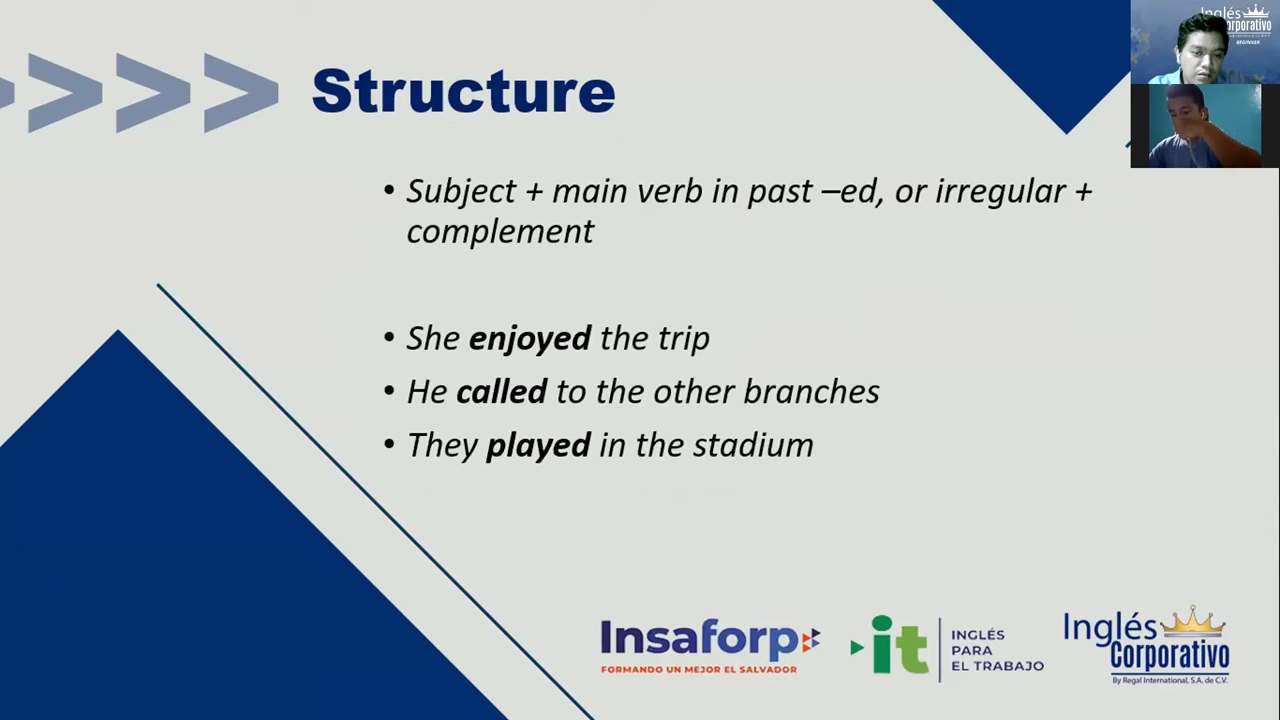 Structure
• Subject + main verb in past –ed, or irregular +
complement
• She enjoyed the trip
• He called to the other branches
• They played in the stadium
Insaforp
FORMANDO UN MEJOR EL SALVADOR
it
INGLÉS
PARA
EL TRABAJO
Inglés
Corporativo
By Regal International, S.A. de C.V.
Inglés
Corporativo
BEGINNER